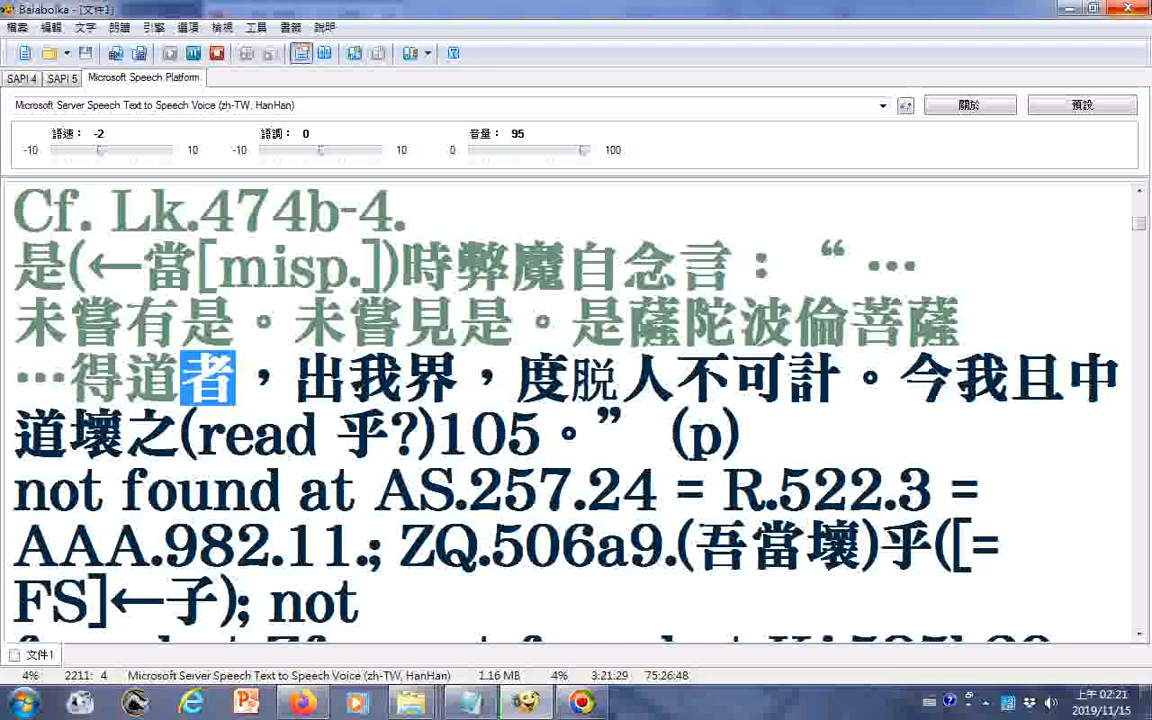 Balabolka - [文件1]
檔案 編輯 文字 朗讀 引擎 選項 檢視 工具 書籤 說明
SAPI 4 SAPI 5 Microsoft Speech Platform
Microsoft Server Speech Text to Speech Voice (zh-TW, HanHan) 關於 預設
語速： -2 語調： 0 音量： 95
-10 10 -10 10 0 100
Cf. Lk.474b-4.
是(←當[misp.])時弊魔自念言：“…
未嘗有是。未嘗見是。是薩陀波倫菩薩
…得道者，出我界，度脱人不可計。今我且中
道壞之(read 乎?)105。” (p)
not found at AS.257.24 = R.522.3 =
AAA.982.11.; ZQ.506a9.(吾當壞)乎([=
FS]←子); not
文件1
4% 2211: 4 Microsoft Server Speech Text to Speech Voice (zh-TW, HanHan) 1.16 MB 4% 3:21:29 75:26:48
上午 02:21
2019/11/15